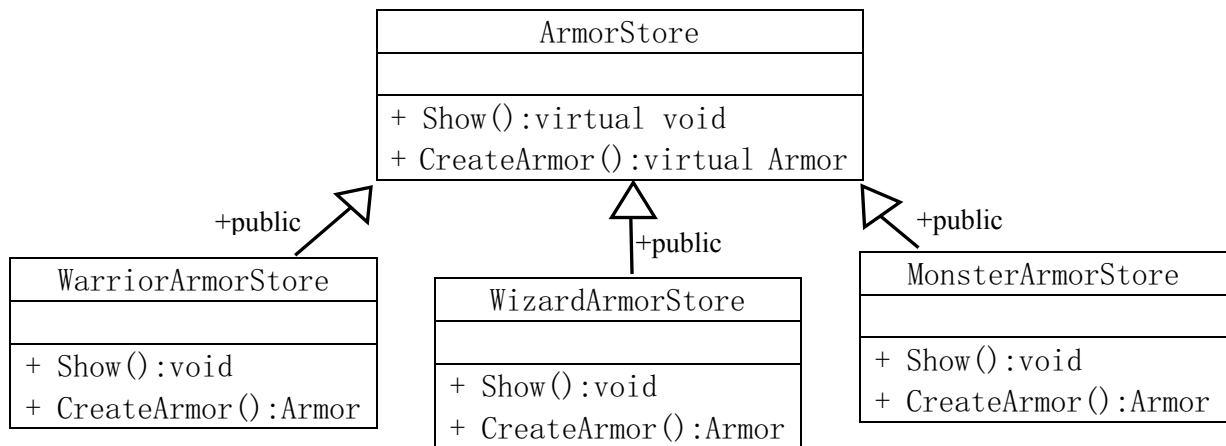 ArmorStore
+ Show():virtual void
+ CreateArmor():virtual Armor
+public
+public
+public
WarriorArmorStore
+ Show():void
+ CreateArmor():Armor
WizardArmorStore
+ Show():void
+ CreateArmor():Armor
MonsterArmorStore
+ Show():void
+ CreateArmor():Armor